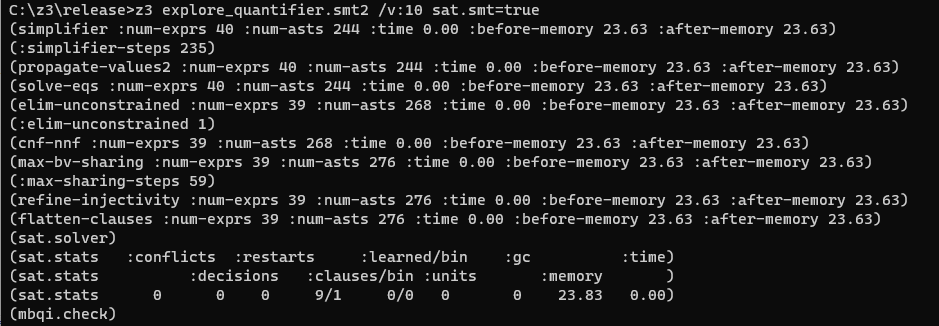 C:\z3\release>z3 explore_quantifier.smt2 /v:10 sat.smt=true
(simplifier :num-exprs 40 :num-asts 244 :time 0.00 :before-memory 23.63 :after-memory 23.63)
(:simplifier-steps 235)
(propagate-values2 :num-exprs 40 :num-asts 244 :time 0.00 :before-memory 23.63 :after-memory 23.63)
(solve-eqs :num-exprs 40 :num-asts 244 :time 0.00 :before-memory 23.63 :after-memory 23.63)
(elim-unconstrained :num-exprs 39 :num-asts 268 :time 0.00 :before-memory 23.63 :after-memory 23.63)
(:elim-unconstrained 1)
(cnf-nnf :num-exprs 39 :num-asts 268 :time 0.00 :before-memory 23.63 :after-memory 23.63)
(max-bv-sharing :num-exprs 39 :num-asts 276 :time 0.00 :before-memory 23.63 :after-memory 23.63)
(:max-sharing-steps 59)
(refine-injectivity :num-exprs 39 :num-asts 276 :time 0.00 :before-memory 23.63 :after-memory 23.63)
(flatten-clauses :num-exprs 39 :num-asts 276 :time 0.00 :before-memory 23.63 :after-memory 23.63)
(sat.solver)
(sat.stats   :conflicts  :restarts     :learned/bin    :gc          :time)
(sat.stats          :decisions   :clauses/bin :units       :memory       )
(sat.stats      0      0    0     9/1     0/0   0       0    23.83   0.00)
(mbqi.check)